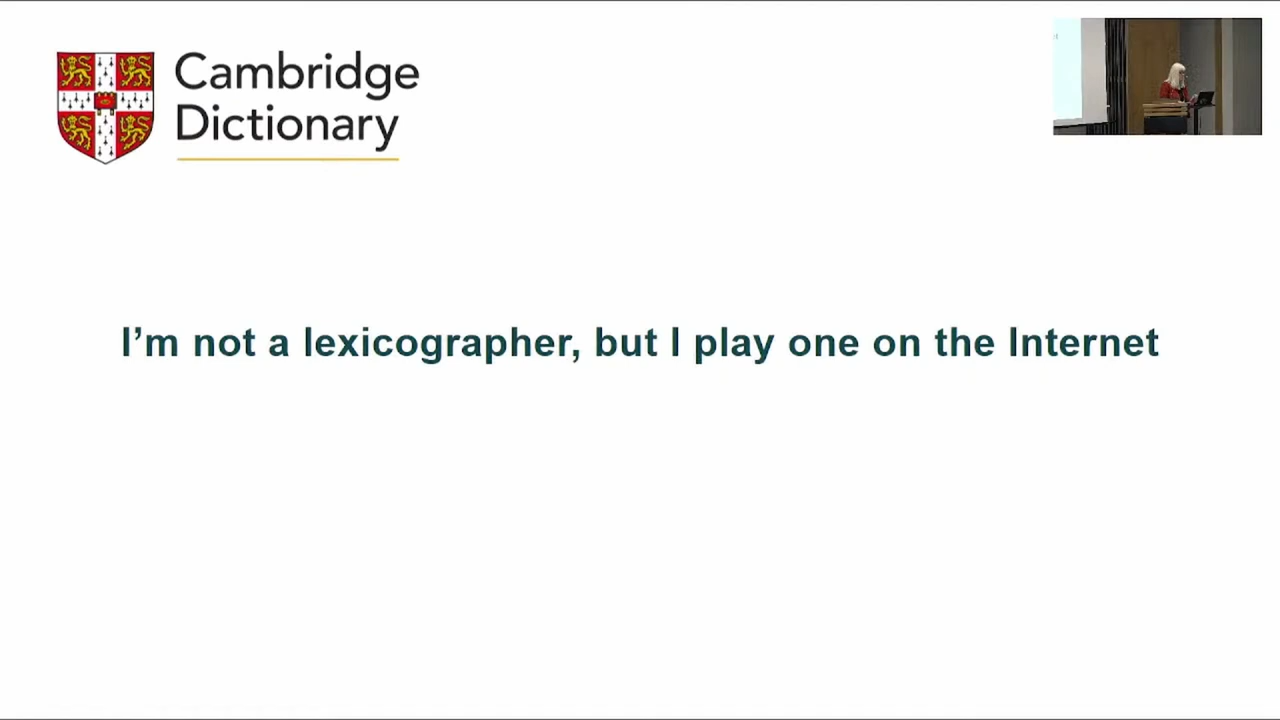 Cambridge
Dictionary
I'm not a lexicographer, but I play one on the Internet